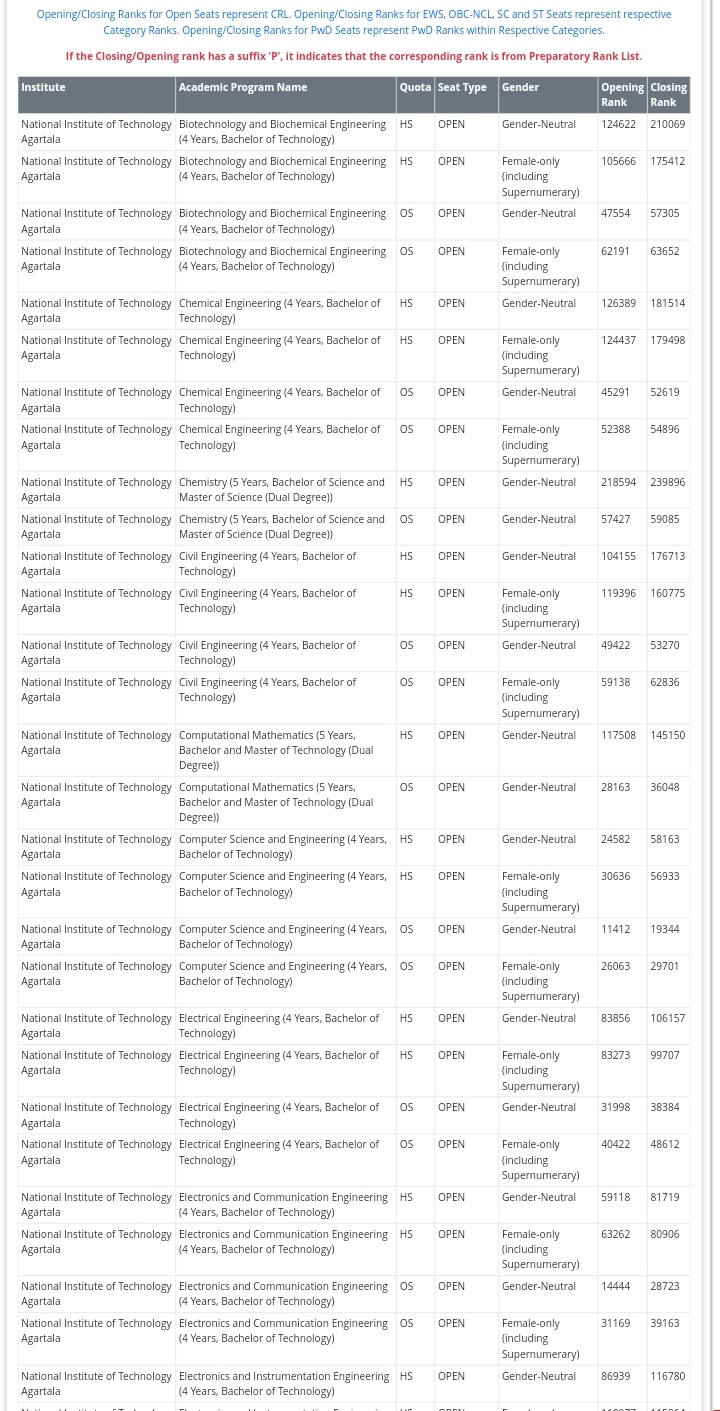 Opening/Closing Ranks for Open Seats represent CRL. Opening/Closing Ranks for EWS, OBC-NCL, SC and ST Seats represent respective
Category Ranks. Opening/Closing Ranks for PwD Seats represent PwD Ranks within Respective Categories.
If the Closing/Opening rank has a suffix 'P', it indicates that the corresponding rank is from Preparatory Rank List.
Institute Academic Program Name Quota Seat Type Gender Opening Closing
Rank Rank
National Institute of Technology Biotechnology and Biochemical Engineering HS OPEN Gender-Neutral 124622 210069
Agartala (4 Years, Bachelor of Technology)
National Institute of Technology Biotechnology and Biochemical Engineering HS OPEN Female-only 105666 175412
Agartala (4 Years, Bachelor of Technology) (including
Supernumerary)
National Institute of Technology Biotechnology and Biochemical Engineering OS OPEN Gender-Neutral 47554 57305
Agartala (4 Years, Bachelor of Technology)
National Institute of Technology Biotechnology and Biochemical Engineering OS OPEN Female-only 62191 63652
Agartala (4 Years, Bachelor of Technology) (including
Supernumerary)
National Institute of Technology Chemical Engineering (4 Years, Bachelor of HS OPEN Gender-Neutral 126389 181514
Agartala Technology)
National Institute of Technology Chemical Engineering (4 Years, Bachelor of HS OPEN Female-only 124437 179498
Agartala Technology) (including
Supernumerary)
National Institute of Technology Chemical Engineering (4 Years, Bachelor of OS OPEN Gender-Neutral 45291 52619
Agartala Technology)
National Institute of Technology Chemical Engineering (4 Years, Bachelor of OS OPEN Female-only 52388 54896
Agartala Technology) (including
Supernumerary)
National Institute of Technology Chemistry (5 Years, Bachelor of Science and HS OPEN Gender-Neutral 218594 239896
Agartala Master of Science (Dual Degree))
National Institute of Technology Chemistry (5 Years, Bachelor of Science and OS OPEN Gender-Neutral 57427 59085
Agartala Master of Science (Dual Degree))
National Institute of Technology Civil Engineering (4 Years, Bachelor of HS OPEN Gender-Neutral 104155 176713
Agartala Technology)
National Institute of Technology Civil Engineering (4 Years, Bachelor of HS OPEN Female-only 119396 160775
Agartala Technology) (including
Supernumerary)
National Institute of Technology Civil Engineering (4 Years, Bachelor of OS OPEN Gender-Neutral 49422 53270
Agartala Technology)
National Institute of Technology Civil Engineering (4 Years, Bachelor of OS OPEN Female-only 59138 62836
Agartala Technology) (including
Supernumerary)
National Institute of Technology Computational Mathematics (5 Years, HS OPEN Gender-Neutral 117508 145150
Agartala Bachelor and Master of Technology (Dual
Degree))
National Institute of Technology Computational Mathematics (5 Years, OS OPEN Gender-Neutral 28163 36048
Agartala Bachelor and Master of Technology (Dual
Degree))
National Institute of Technology Computer Science and Engineering (4 Years, HS OPEN Gender-Neutral 24582 58163
Agartala Bachelor of Technology)
National Institute of Technology Computer Science and Engineering (4 Years, HS OPEN Female-only 30636 56933
Agartala Bachelor of Technology) (including
Supernumerary)
National Institute of Technology Computer Science and Engineering (4 Years, OS OPEN Gender-Neutral 11412 19344
Agartala Bachelor of Technology)
National Institute of Technology Computer Science and Engineering (4 Years, OS OPEN Female-only 26063 29701
Agartala Bachelor of Technology) (including
Supernumerary)
National Institute of Technology Electrical Engineering (4 Years, Bachelor of HS OPEN Gender-Neutral 83856 106157
Agartala Technology)
National Institute of Technology Electrical Engineering (4 Years, Bachelor of HS OPEN Female-only 83273 99707
Agartala Technology) (including
Supernumerary)
National Institute of Technology Electrical Engineering (4 Years, Bachelor of OS OPEN Gender-Neutral 31998 38384
Agartala Technology)
National Institute of Technology Electrical Engineering (4 Years, Bachelor of OS OPEN Female-only 40422 48612
Agartala Technology) (including
Supernumerary)
National Institute of Technology Electronics and Communication Engineering HS OPEN Gender-Neutral 59118 81719
Agartala (4 Years, Bachelor of Technology)
National Institute of Technology Electronics and Communication Engineering HS OPEN Female-only 63262 80906
Agartala (4 Years, Bachelor of Technology) (including
Supernumerary)
National Institute of Technology Electronics and Communication Engineering OS OPEN Gender-Neutral 14444 28723
Agartala (4 Years, Bachelor of Technology)
National Institute of Technology Electronics and Communication Engineering OS OPEN Female-only 31169 39163
Agartala (4 Years, Bachelor of Technology) (including
Supernumerary)
National Institute of Technology Electronics and Instrumentation Engineering HS OPEN Gender-Neutral 86939 116780
Agartala (4 Years, Bachelor of Technology)